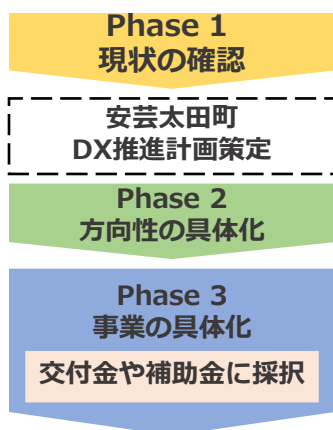 Phase 1
現状の確認
安芸太田町
DX推進計画策定
Phase 2
方向性の具体化
Phase 3
事業の具体化
交付金や補助金に採択